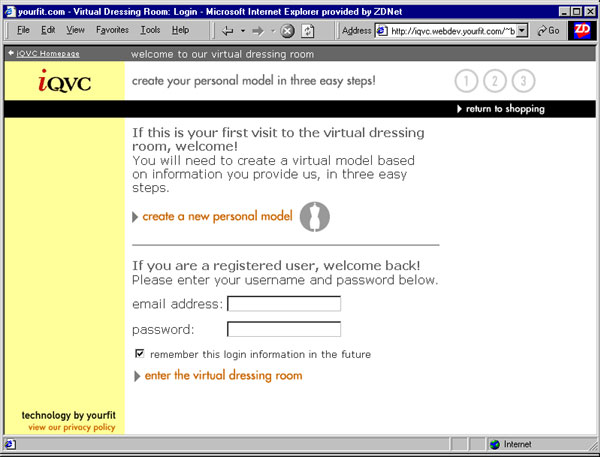 yourfit.com - Virtual Dressing Room: Login - Microsoft Internet Explorer provided by ZDNet
File Edit View Favorites Tools Help Address http://iqvc.webdev.yourfit.com/~b Go ZD
iQVC Homepage welcome to our virtual dressing room
iQVC create your personal model in three easy steps! 1 2 3
return to shopping
If this is your first visit to the virtual dressing
room, welcome!
You will need to create a virtual model based
on information you provide us, in three easy
steps.
create a new personal model
If you are a registered user, welcome back!
Please enter your username and password below.
email address:
password:
remember this login information in the future
enter the virtual dressing room
technology by yourfit
view our privacy policy
Internet